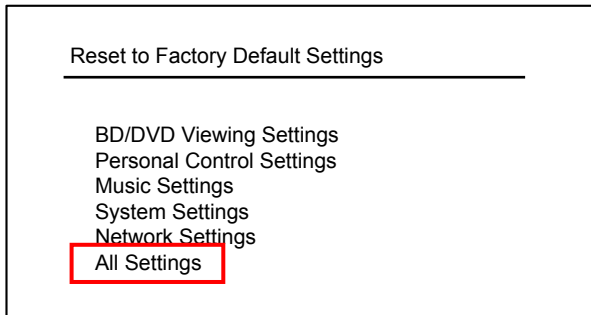 Reset to Factory Default Settings
BD/DVD Viewing Settings
Personal Control Settings
Music Settings
System Settings
Network Settings
All Settings